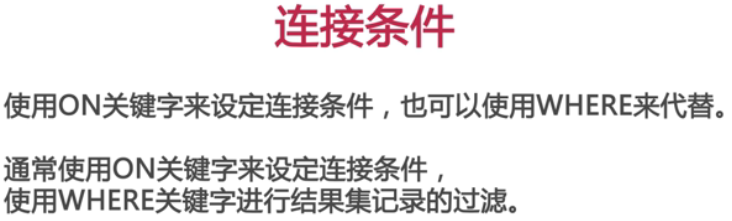 连接条件
使用ON关键字来设定连接条件，也可以使用WHERE来代替。
通常使用ON关键字来设定连接条件，
使用WHERE关键字进行结果集记录的过滤。